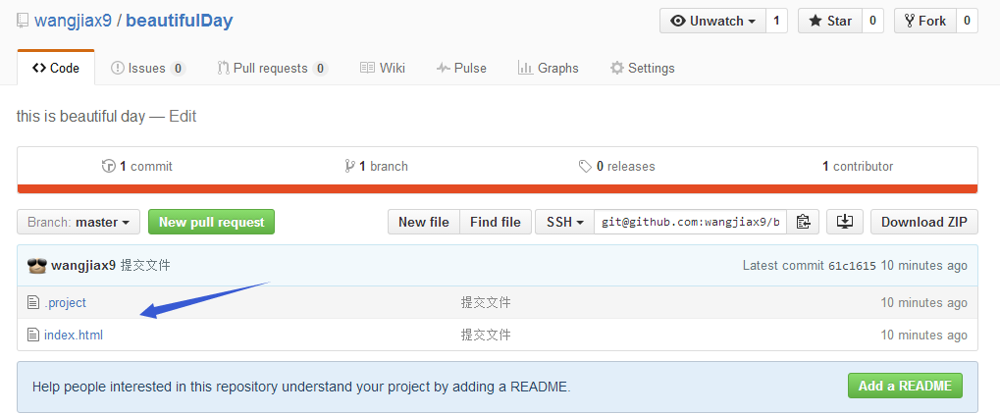 wangjiax9 / beautifulDay
Unwatch 1 Star 0 Fork 0
Code Issues 0 Pull requests 0 Wiki Pulse Graphs Settings
this is beautiful day — Edit
1 commit 1 branch 0 releases 1 contributor
Branch: master New pull request New file Find file SSH git@github.com:wangjiax9/b Download ZIP
wangjiax9 提交文件 Latest commit 61c1615 10 minutes ago
.project 提交文件 10 minutes ago
index.html 提交文件 10 minutes ago
Help people interested in this repository understand your project by adding a README. Add a README